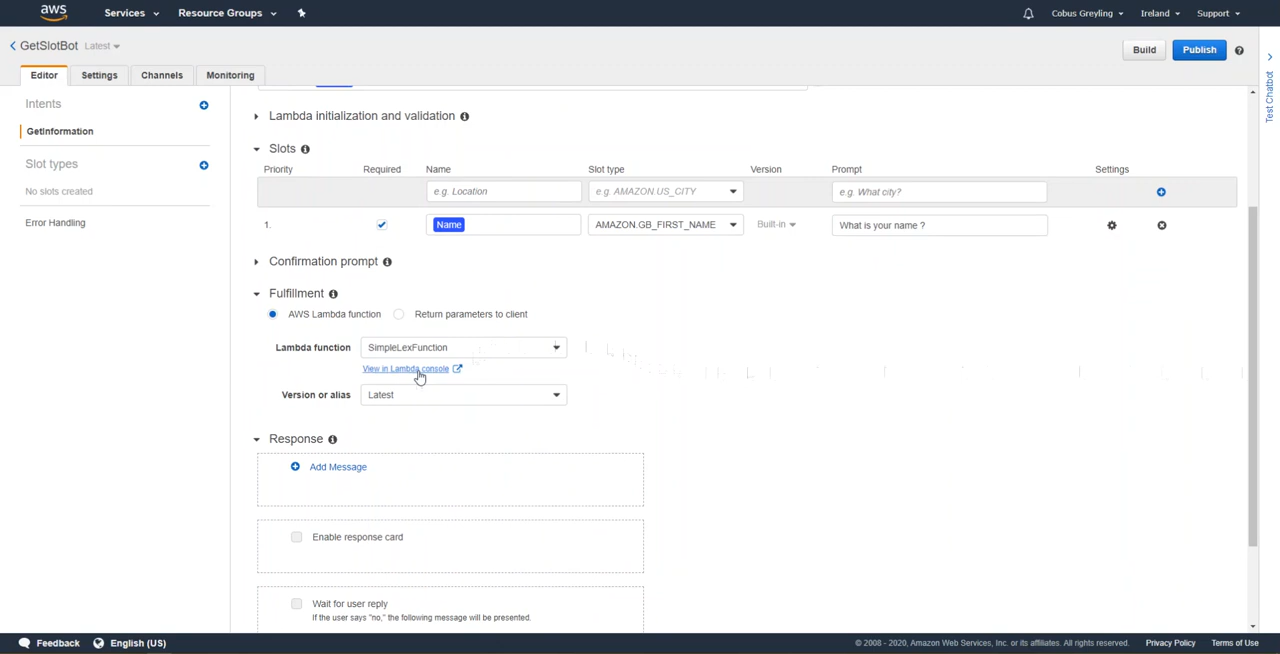 aws Services Resource Groups Cobus Greyling Ireland Support
GetSlotBot Latest Build Publish
Editor Settings Channels Monitoring
Test Chatbot
Intents
GetInformation
Slot types
No slots created
Error Handling
Lambda initialization and validation
Slots
Priority Required Name Slot type Version Prompt Settings
e.g. Location e.g. AMAZON.US_CITY e.g. What city?
1. Name AMAZON.GB_FIRST_NAME Built-in What is your name ?
Confirmation prompt
Fulfillment
AWS Lambda function Return parameters to client
Lambda function SimpleLexFunction
View in Lambda console
Version or alias Latest
Response
Add Message
Enable response card
Wait for user reply
If the user says "no," the following message will be presented.
Feedback English (US) © 2008 - 2020, Amazon Web Services, Inc. or its affiliates. All rights reserved. Privacy Policy Terms of Use